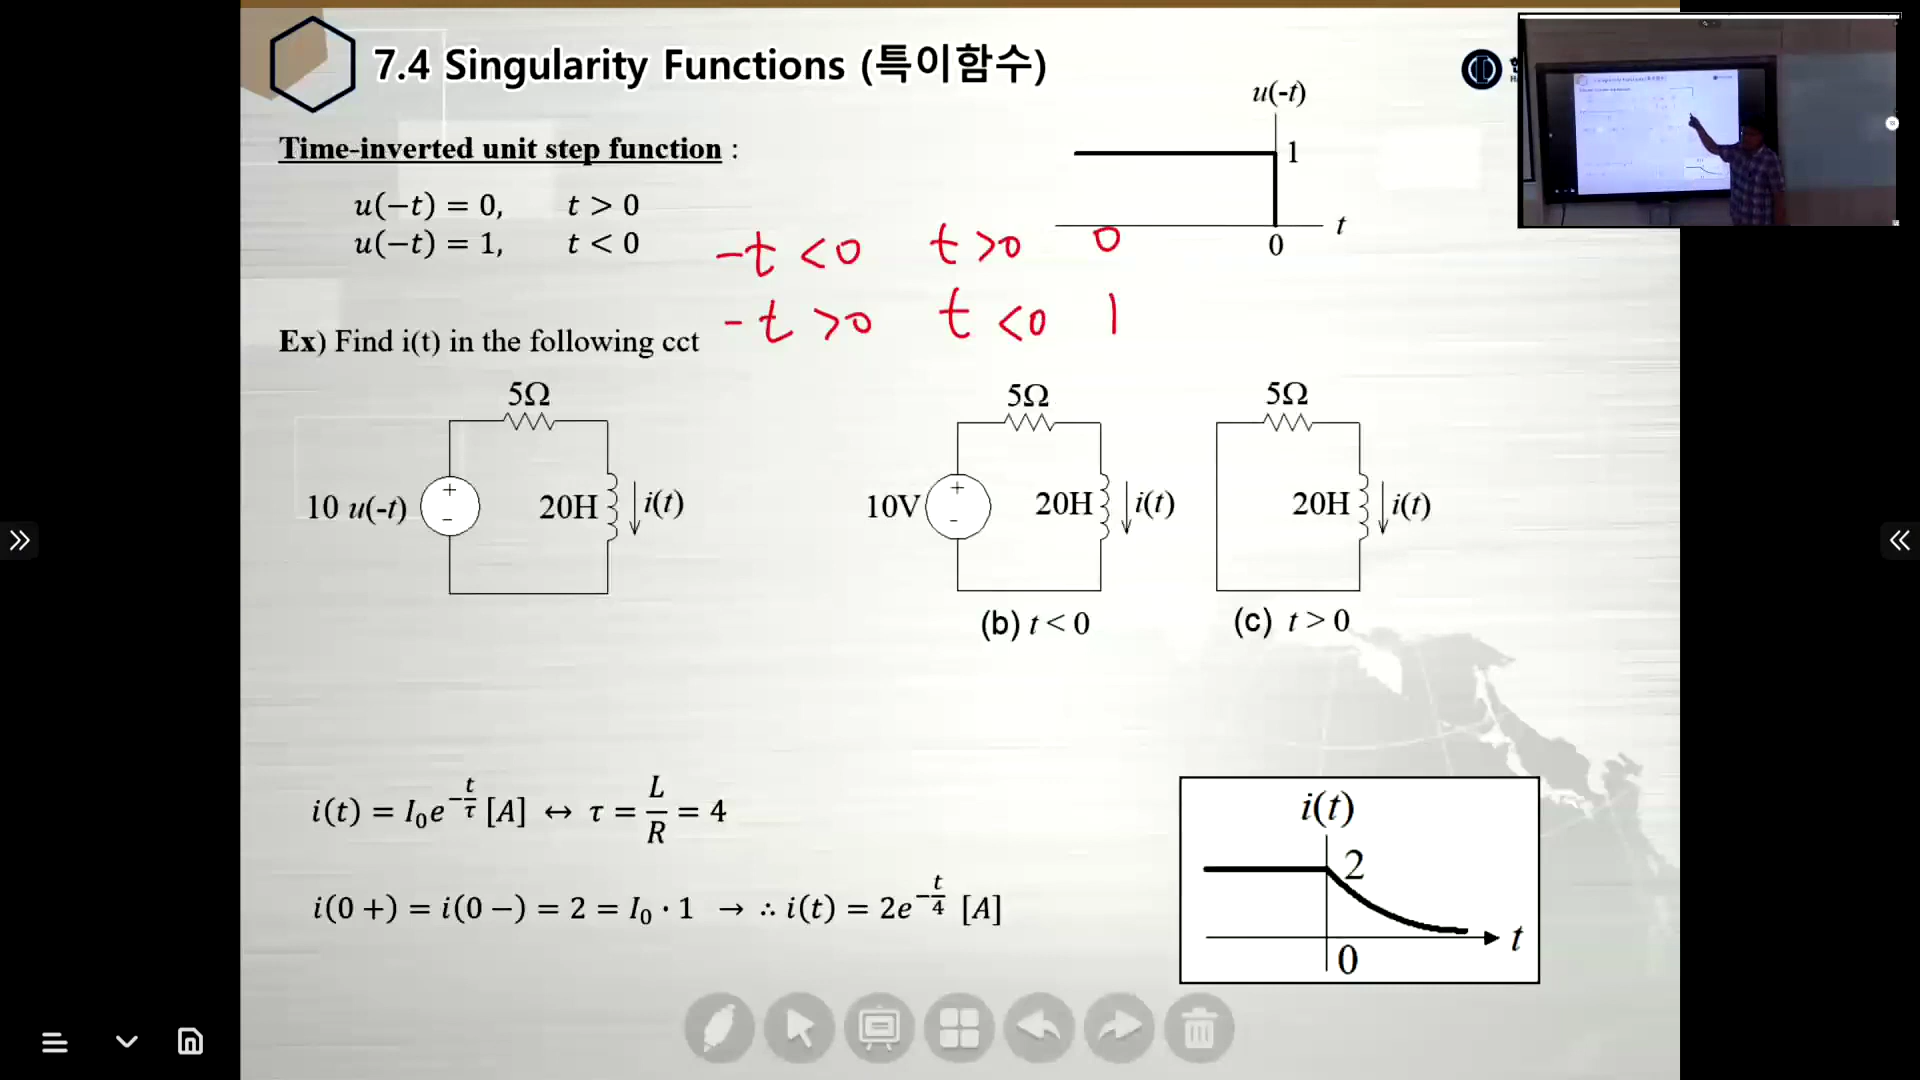 7.4 Singularity Functions (특이함수)
u(-t)
1
t
0
Time-inverted unit step function :
u(−t) = 0, t > 0
u(−t) = 1, t < 0
-t <0 t >0 0
-t >0 t <0 1
Ex) Find i(t) in the following cct
5Ω
10 u(-t)
+
-
20H
i(t)
5Ω
10V
+
-
20H
i(t)
(b) t < 0
5Ω
20H
i(t)
(c) t > 0
i(t) = I₀e^(−t/τ) [A] ↔ τ = L/R = 4
i(0 +) = i(0 −) = 2 = I₀ · 1 → ∴ i(t) = 2e^(−t/4) [A]
i(t)
2
t
0